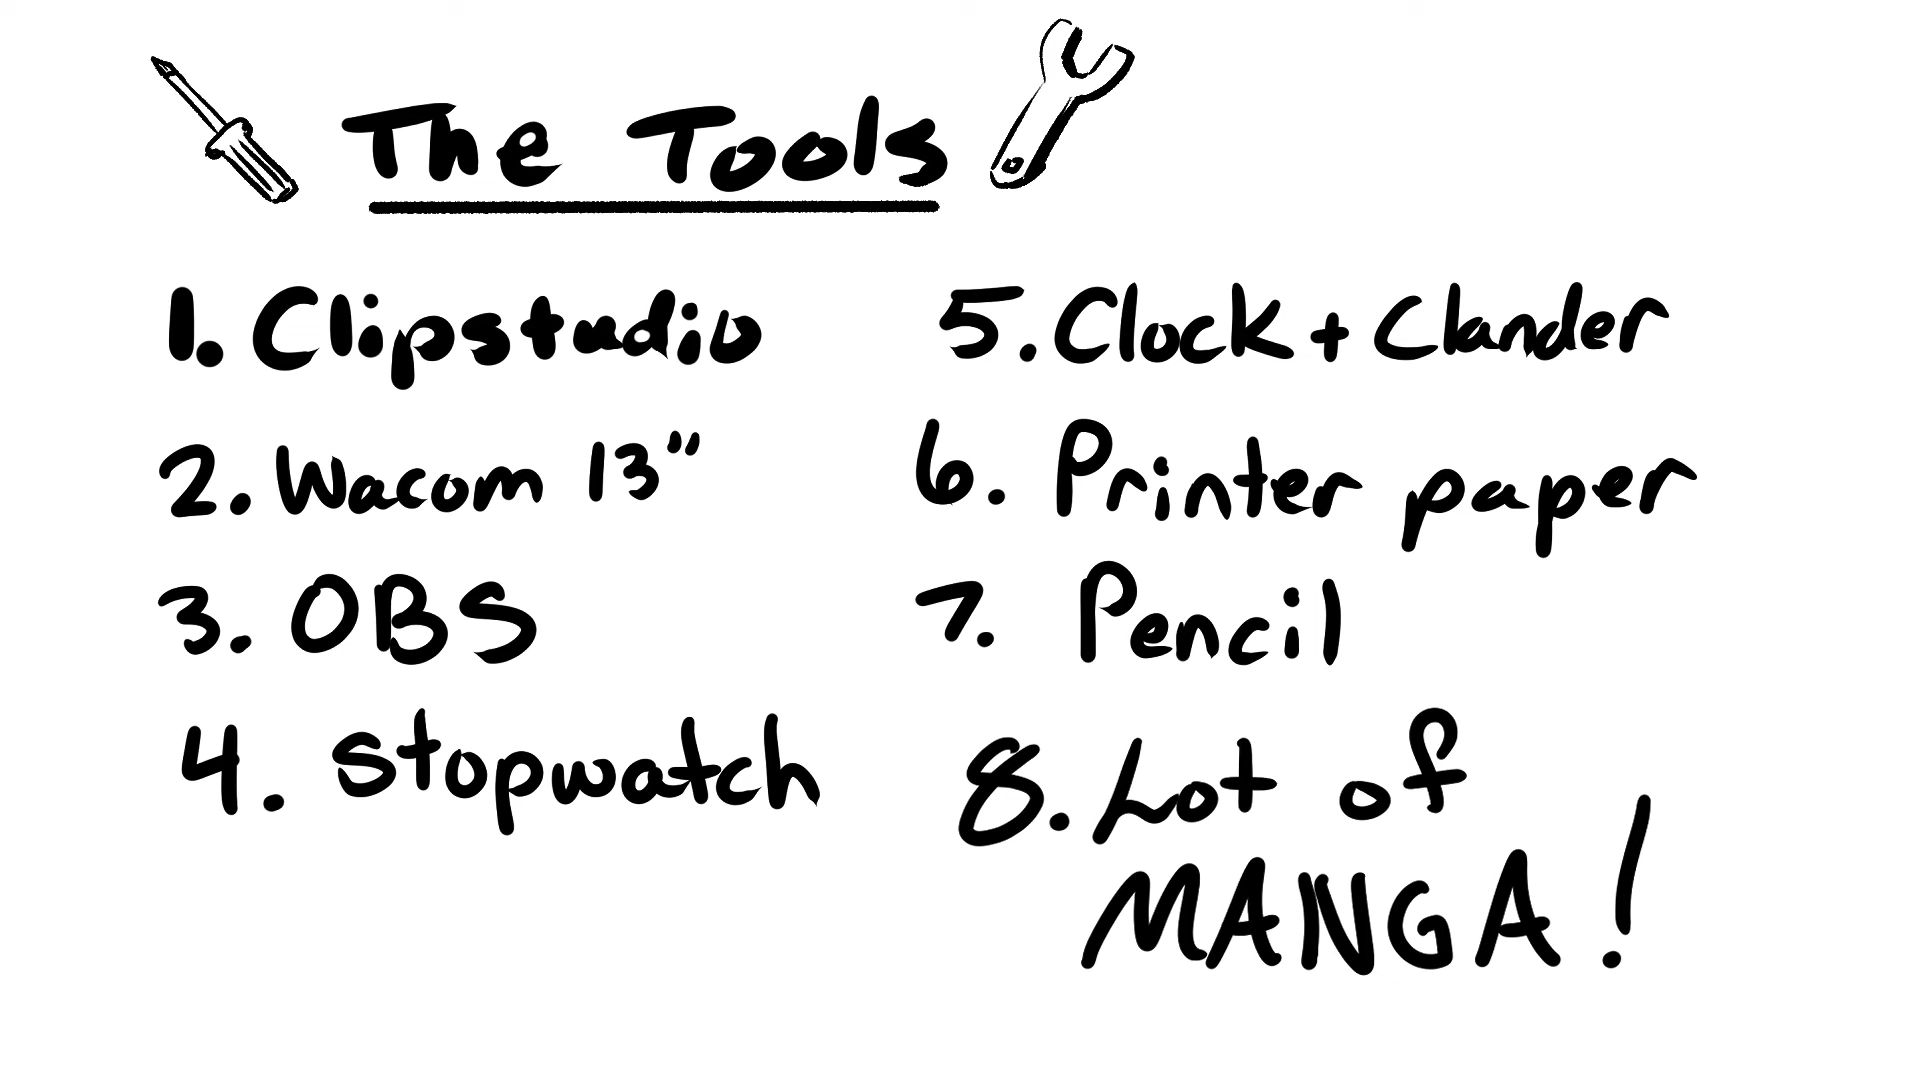 The Tools
1. Clipstudio
2. Wacom 13"
3. OBS
4. Stopwatch
5. Clock + Clander
6. Printer paper
7. Pencil
8. Lot of
MANGA!